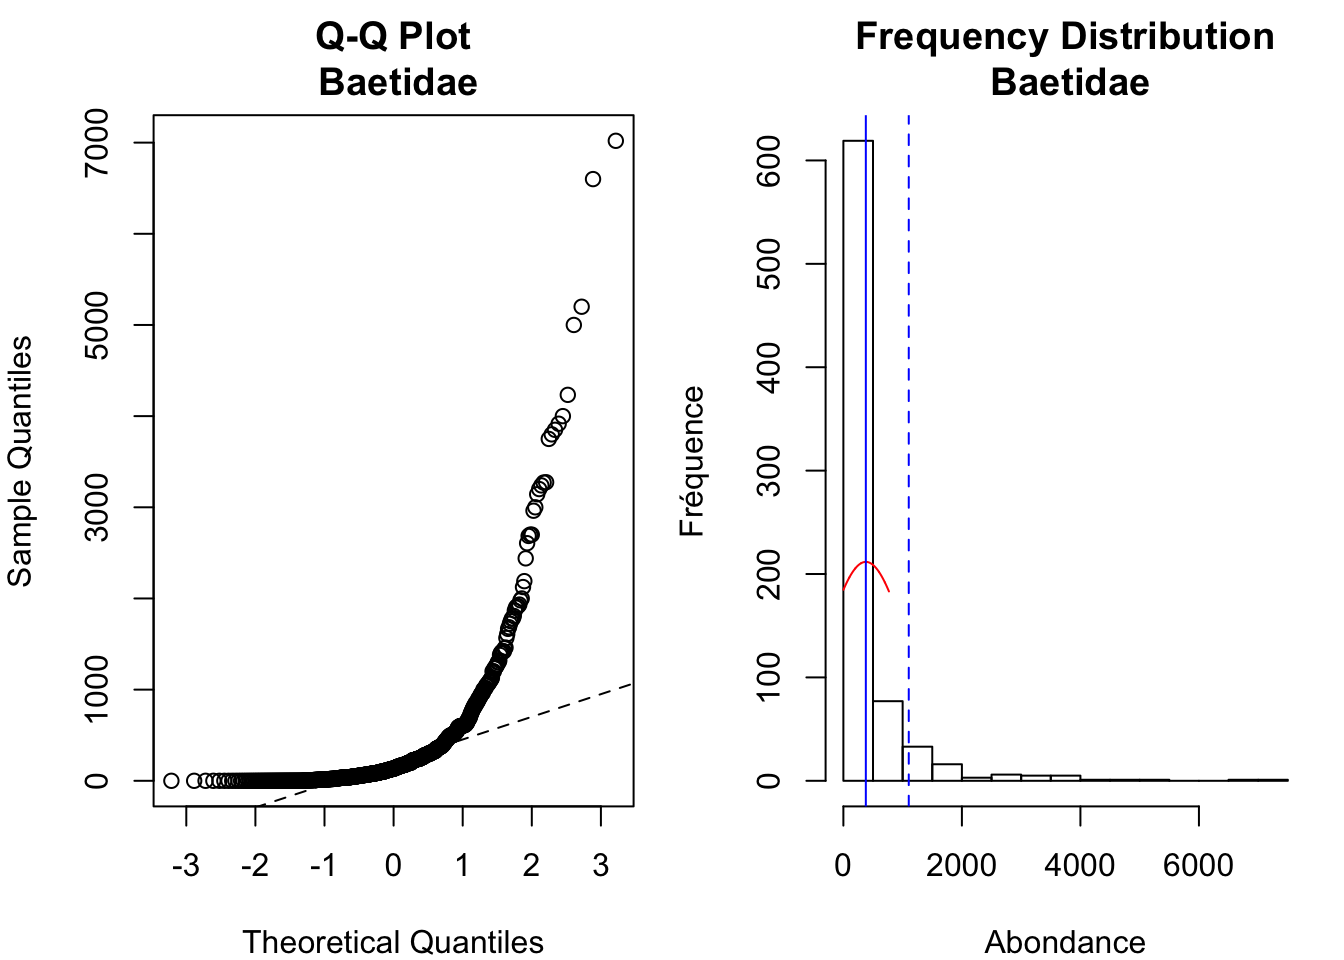 Q-Q Plot
Baetidae
Sample Quantiles
7000
5000
3000
1000
0
-3 -2 -1 0 1 2 3
Theoretical Quantiles
Frequency Distribution
Baetidae
Fréquence
600
500
400
300
200
100
0
0 2000 4000 6000
Abondance